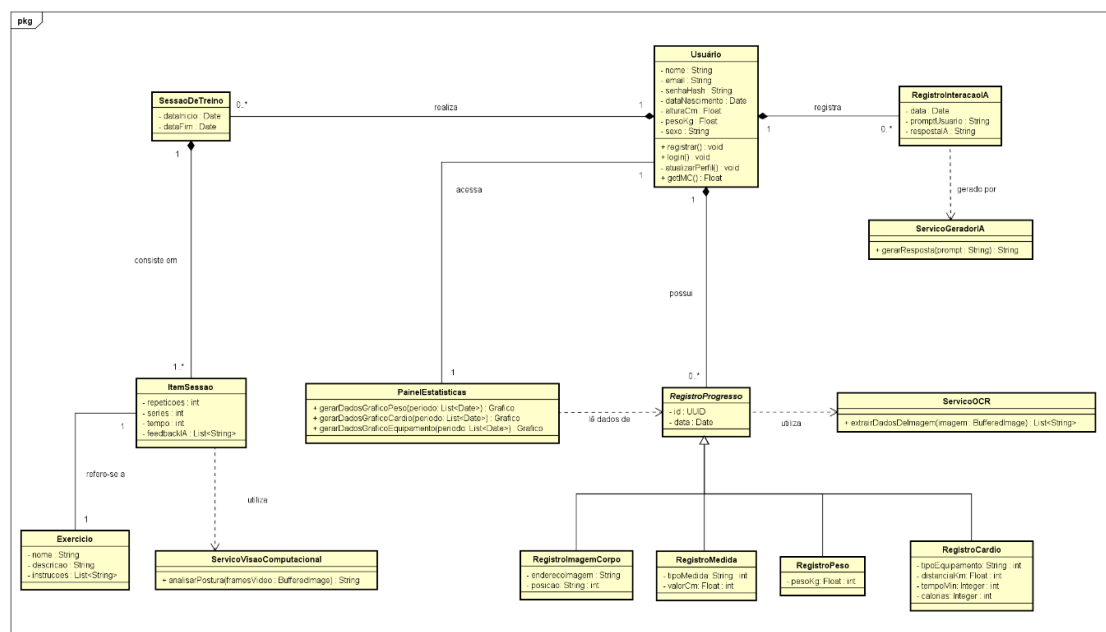 pkg
Usuário
- nome : String
- email : String
- senhaHash : String
- dataNascimento : Date
- alturaCm : Float
- pesoKg : Float
- sexo : String
+ registrar() : void
+ login() : void
- atualizarPerfil() : void
+ getIMC() : Float
SessaoDeTreino
- dataInicio : Date
- dataFim : Date
0..*
realiza
1
RegistroInteracaoIA
- data : Date
- promptUsuario : String
- respostaIA : String
registra
1
0..*
gerado por
ServicoGeradorIA
+ gerarResposta(prompt : String) : String
1
acessa
1
1
1
consiste em
possui
1..*
1
0..*
ItemSessao
- repeticoes : int
- series : int
- tempo : int
- feedbackIA : List<String>
PainelEstatisticas
+ gerarDadosGraficoPeso(periodo: List<Date>) : Grafico
+ gerarDadosGraficoCardio(periodo: List<Date>) : Grafico
+ gerarDadosGraficoEquipamento(periodo: List<Date>) : Grafico
lê dados de
RegistroProgresso
- id : UUID
- data : Date
utiliza
ServicoOCR
+ extrairDadosDeImagem(imagem : BufferedImage) : List<String>
1
refere-se a
1
utiliza
Exercicio
- nome : String
- descricao : String
- instrucoes : List<String>
ServicoVisaoComputacional
+ analisarPostura(framesVideo : BufferedImage) : String
RegistroImagemCorpo
- enderecoimagem : String
- posicao : String : int
RegistroMedida
- tipoMedida : String : int
- valorCm : Float : int
RegistroPeso
- pesoKg : Float : int
RegistroCardio
- tipoEquipamento : String : int
- distanciaKm : Float : int
- tempoMin : Integer : int
- calorias : Integer : int